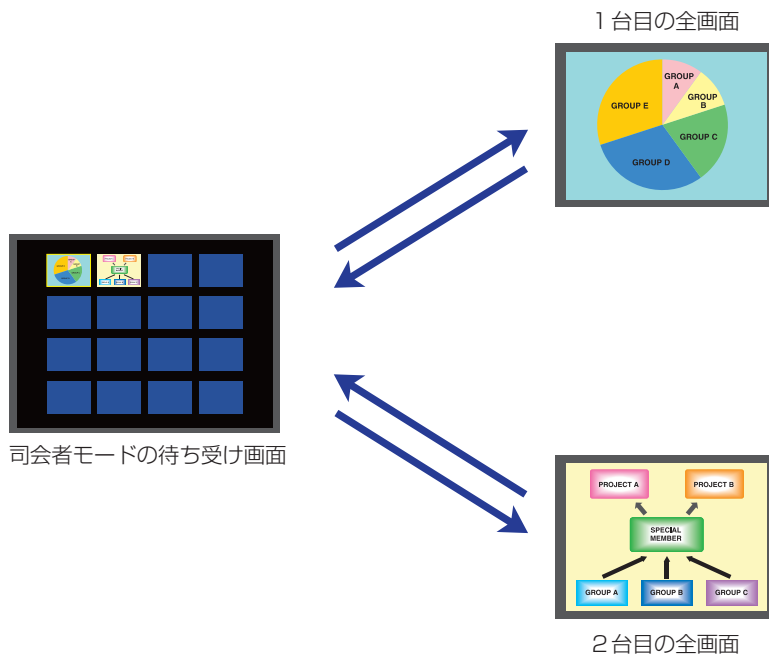 1台目の全画面
GROUP
A
GROUP
B
GROUP E
GROUP C
GROUP D
司会者モードの待ち受け画面
PROJECT A
PROJECT B
SPECIAL
MEMBER
GROUP A
GROUP B
GROUP C
2台目の全画面